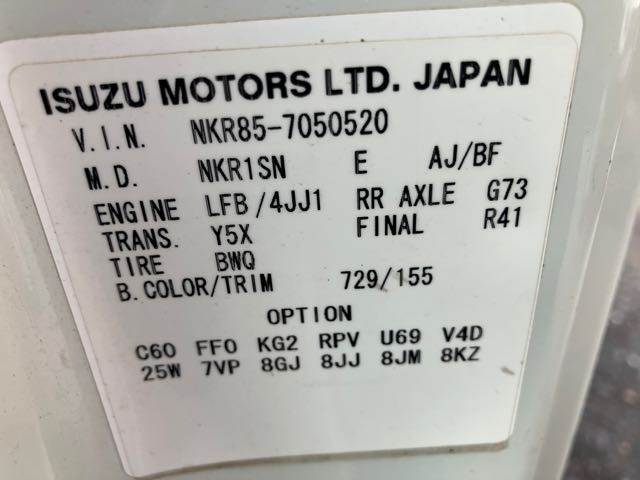 ISUZU MOTORS LTD. JAPAN
V.I.N. NKR85-7050520
M.D. NKR1SN E AJ/BF
ENGINE LFB/4JJ1 RR AXLE G73
TRANS. Y5X FINAL R41
TIRE BWQ
B.COLOR/TRIM 729/155
OPTION
C60 FF0 KG2 RPV U69 V4D
25W 7VP 8GJ 8JJ 8JM 8KZ